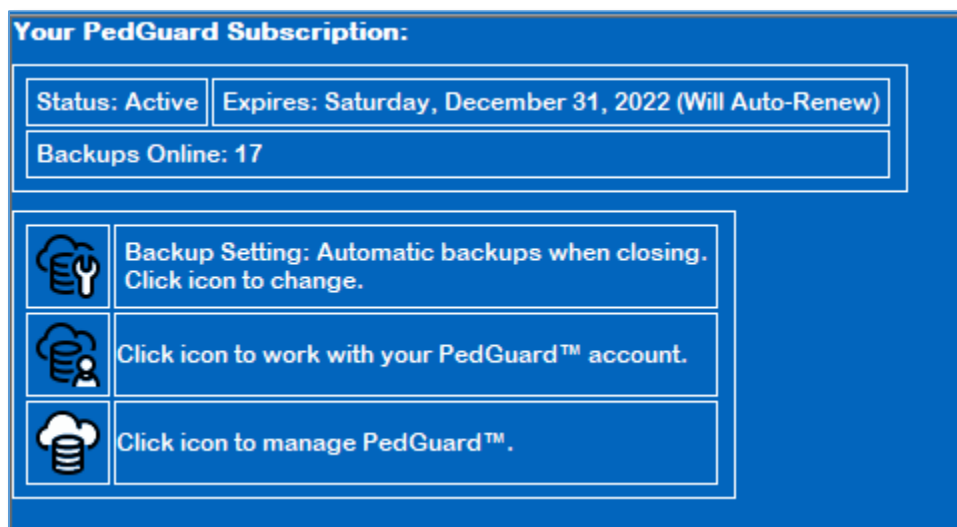 Your PedGuard Subscription:
Status: Active
Expires: Saturday, December 31, 2022 (Will Auto-Renew)
Backups Online: 17
Backup Setting: Automatic backups when closing.
Click icon to change.
Click icon to work with your PedGuard™ account.
Click icon to manage PedGuard™.